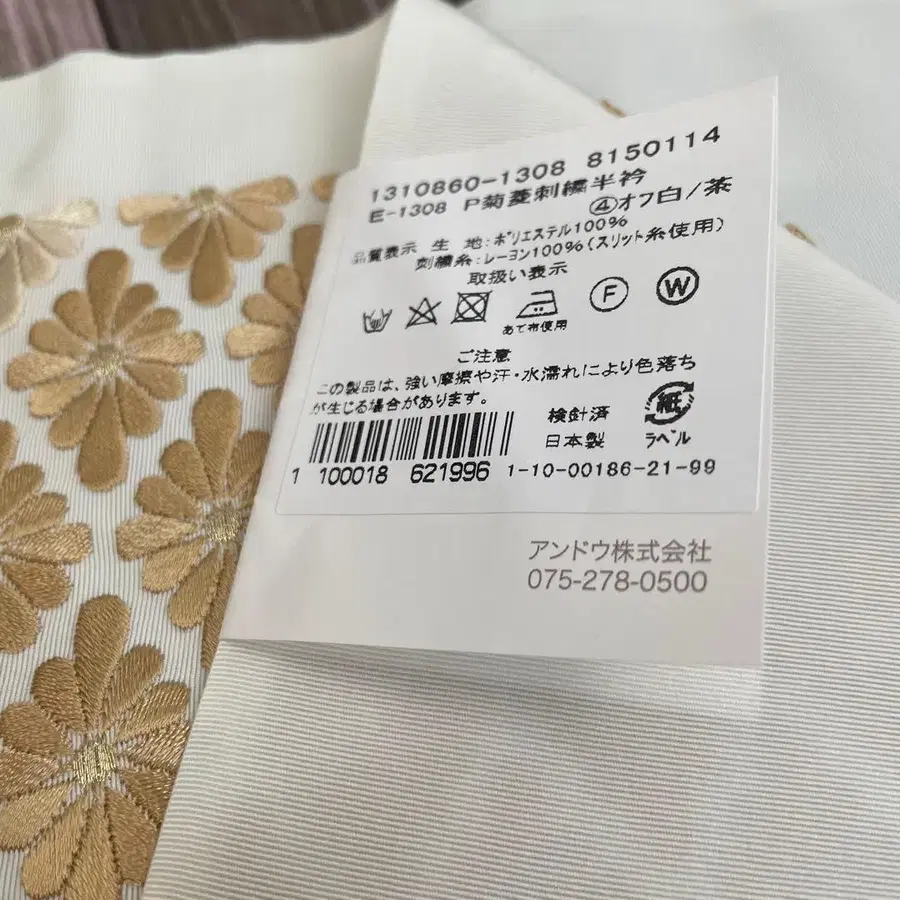 1310860-1308 8150114
E-1308 P菊菱刺繍半衿
④オフ白/茶
品質表示 生 地:ポリエステル100%
刺繍糸:レーヨン100%(スリット糸使用)
取扱い表示
あて布使用
F
W
ご注意
この製品は、強い摩擦や汗・水濡れにより色落ち
が生じる場合があります。
検針済
日本製
紙
ラベル
1 100018 621996 1-10-00186-21-99
アンドウ株式会社
075-278-0500